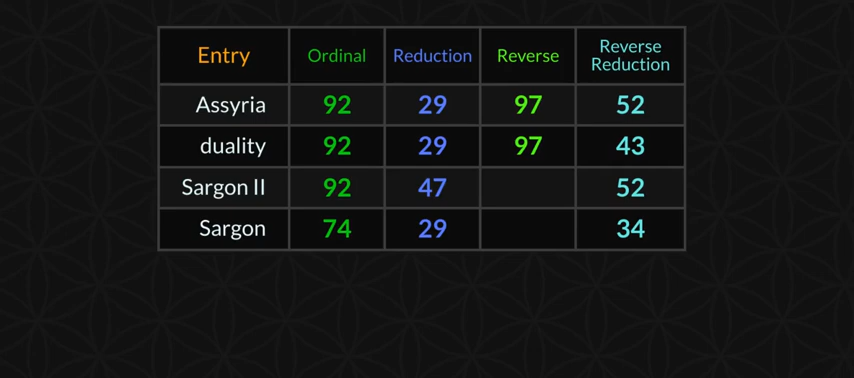 Entry Ordinal Reduction Reverse Reverse Reduction
Assyria 92 29 97 52
duality 92 29 97 43
Sargon II 92 47 52
Sargon 74 29 34